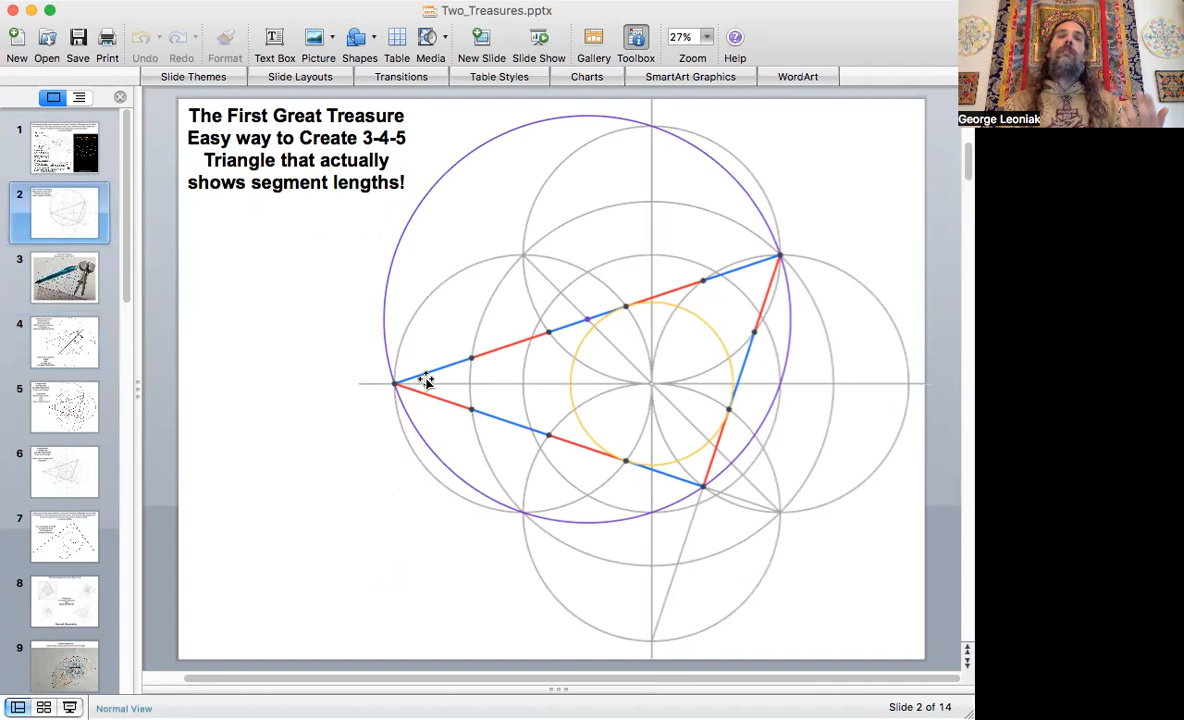 Two_Treasures.pptx
New Open Save Print Undo Redo Format Text Box Picture Shapes Table Media New Slide Slide Show Gallery Toolbox Zoom Help
27%
Slide Themes Slide Layouts Transitions Table Styles Charts SmartArt Graphics WordArt
George Leoniak
1
2
3
4
5
6
7
8
9
The First Great Treasure
Easy way to Create 3-4-5
Triangle that actually
shows segment lengths!
Normal View
Slide 2 of 14